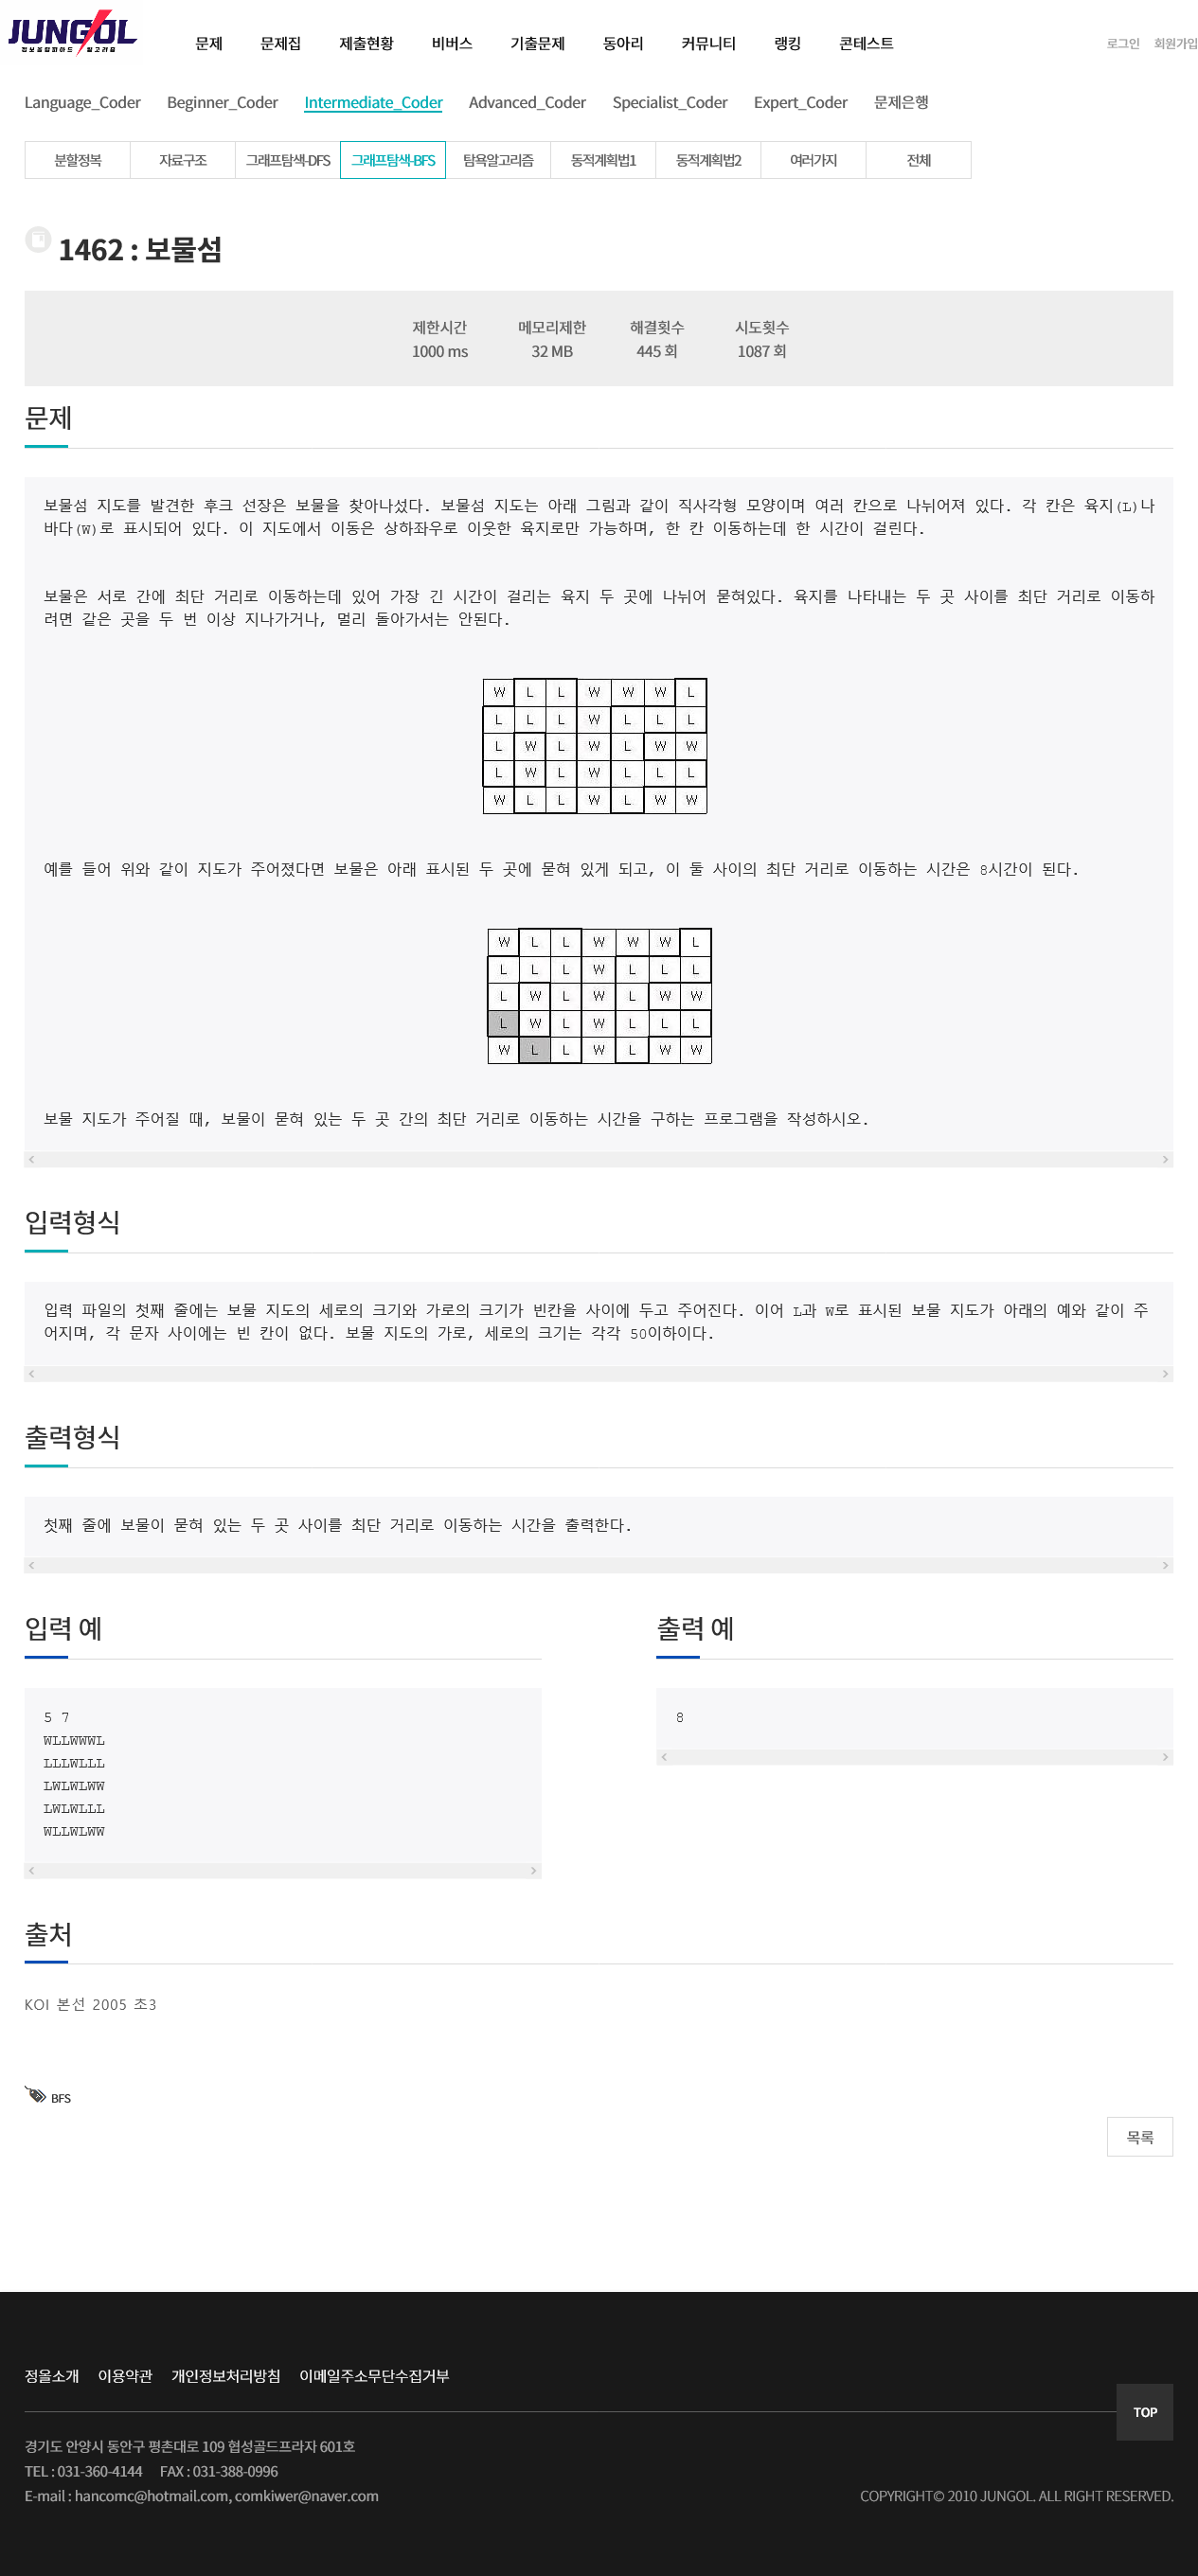 JUNGOL
정보올림피아드 알고리즘
문제 문제집 제출현황 비버스 기출문제 동아리 커뮤니티 랭킹 콘테스트 로그인 회원가입
Language_Coder Beginner_Coder Intermediate_Coder Advanced_Coder Specialist_Coder Expert_Coder 문제은행
분할정복 자료구조 그래프탐색-DFS 그래프탐색-BFS 탐욕알고리즘 동적계획법1 동적계획법2 여러가지 전체
1462 : 보물섬
제한시간 메모리제한 해결횟수 시도횟수
1000 ms 32 MB 445 회 1087 회
문제
보물섬 지도를 발견한 후크 선장은 보물을 찾아나섰다. 보물섬 지도는 아래 그림과 같이 직사각형 모양이며 여러 칸으로 나뉘어져 있다. 각 칸은 육지(L)나
바다(W)로 표시되어 있다. 이 지도에서 이동은 상하좌우로 이웃한 육지로만 가능하며, 한 칸 이동하는데 한 시간이 걸린다.
보물은 서로 간에 최단 거리로 이동하는데 있어 가장 긴 시간이 걸리는 육지 두 곳에 나뉘어 묻혀있다. 육지를 나타내는 두 곳 사이를 최단 거리로 이동하
려면 같은 곳을 두 번 이상 지나가거나, 멀리 돌아가서는 안된다.
W L L W W W L
L L L W L L L
L W L W L W W
L W L W L L L
W L L W L W W
예를 들어 위와 같이 지도가 주어졌다면 보물은 아래 표시된 두 곳에 묻혀 있게 되고, 이 둘 사이의 최단 거리로 이동하는 시간은 8시간이 된다.
W L L W W W L
L L L W L L L
L W L W L W W
L W L W L L L
W L L W L W W
보물 지도가 주어질 때, 보물이 묻혀 있는 두 곳 간의 최단 거리로 이동하는 시간을 구하는 프로그램을 작성하시오.
입력형식
입력 파일의 첫째 줄에는 보물 지도의 세로의 크기와 가로의 크기가 빈칸을 사이에 두고 주어진다. 이어 L과 W로 표시된 보물 지도가 아래의 예와 같이 주
어지며, 각 문자 사이에는 빈 칸이 없다. 보물 지도의 가로, 세로의 크기는 각각 50이하이다.
출력형식
첫째 줄에 보물이 묻혀 있는 두 곳 사이를 최단 거리로 이동하는 시간을 출력한다.
입력 예
5 7
WLLWWWL
LLLWLLL
LWLWLWW
LWLWLLL
WLLWLWW
출력 예
8
출처
KOI 본선 2005 초3
BFS
목록
정올소개 이용약관 개인정보처리방침 이메일주소무단수집거부
TOP
경기도 안양시 동안구 평촌대로 109 협성골드프라자 601호
TEL : 031-360-4144 FAX : 031-388-0996
E-mail : hancomc@hotmail.com, comkiwer@naver.com COPYRIGHT© 2010 JUNGOL. ALL RIGHT RESERVED.